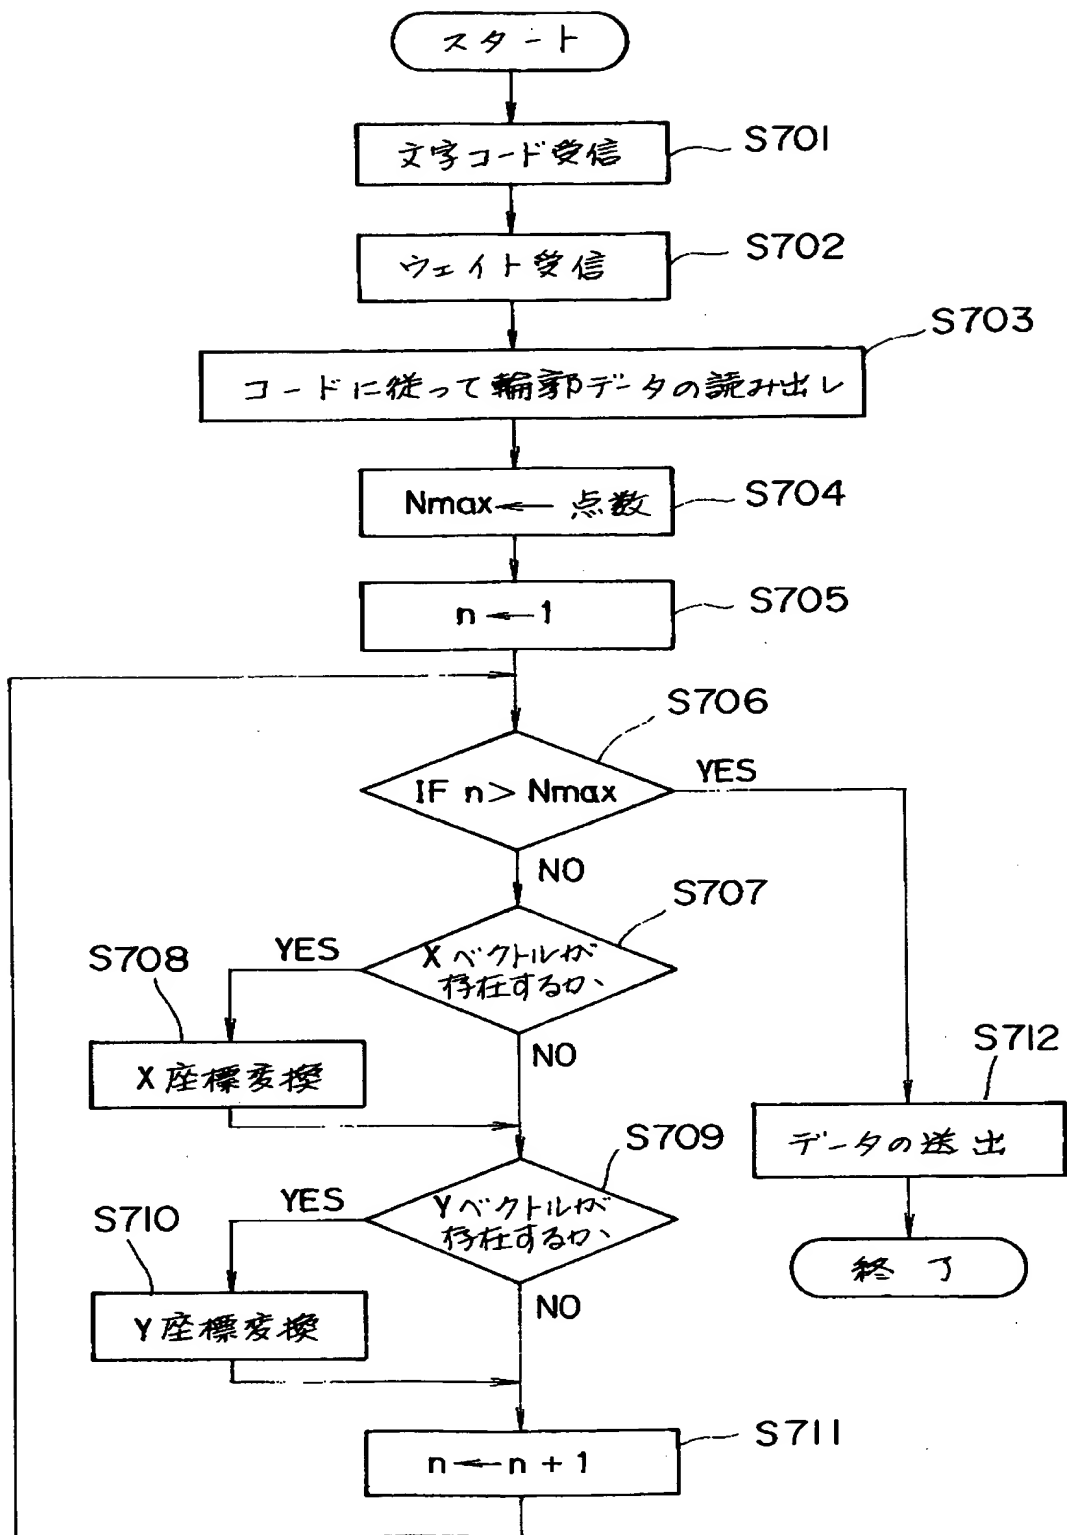 スタート
文字コード受信
S701
ウェイト受信
S702
コードに従って輪郭データの読み出し
S703
Nmax←点数
S704
n←1
S705
S706
IF n> Nmax
YES
NO
S707
Xベクトルが
存在するか、
YES
S708
NO
X座標変換
S712
データの送出
S709
Yベクトルが
存在するか、
YES
S710
NO
終了
Y座標変換
S711
n←n+1